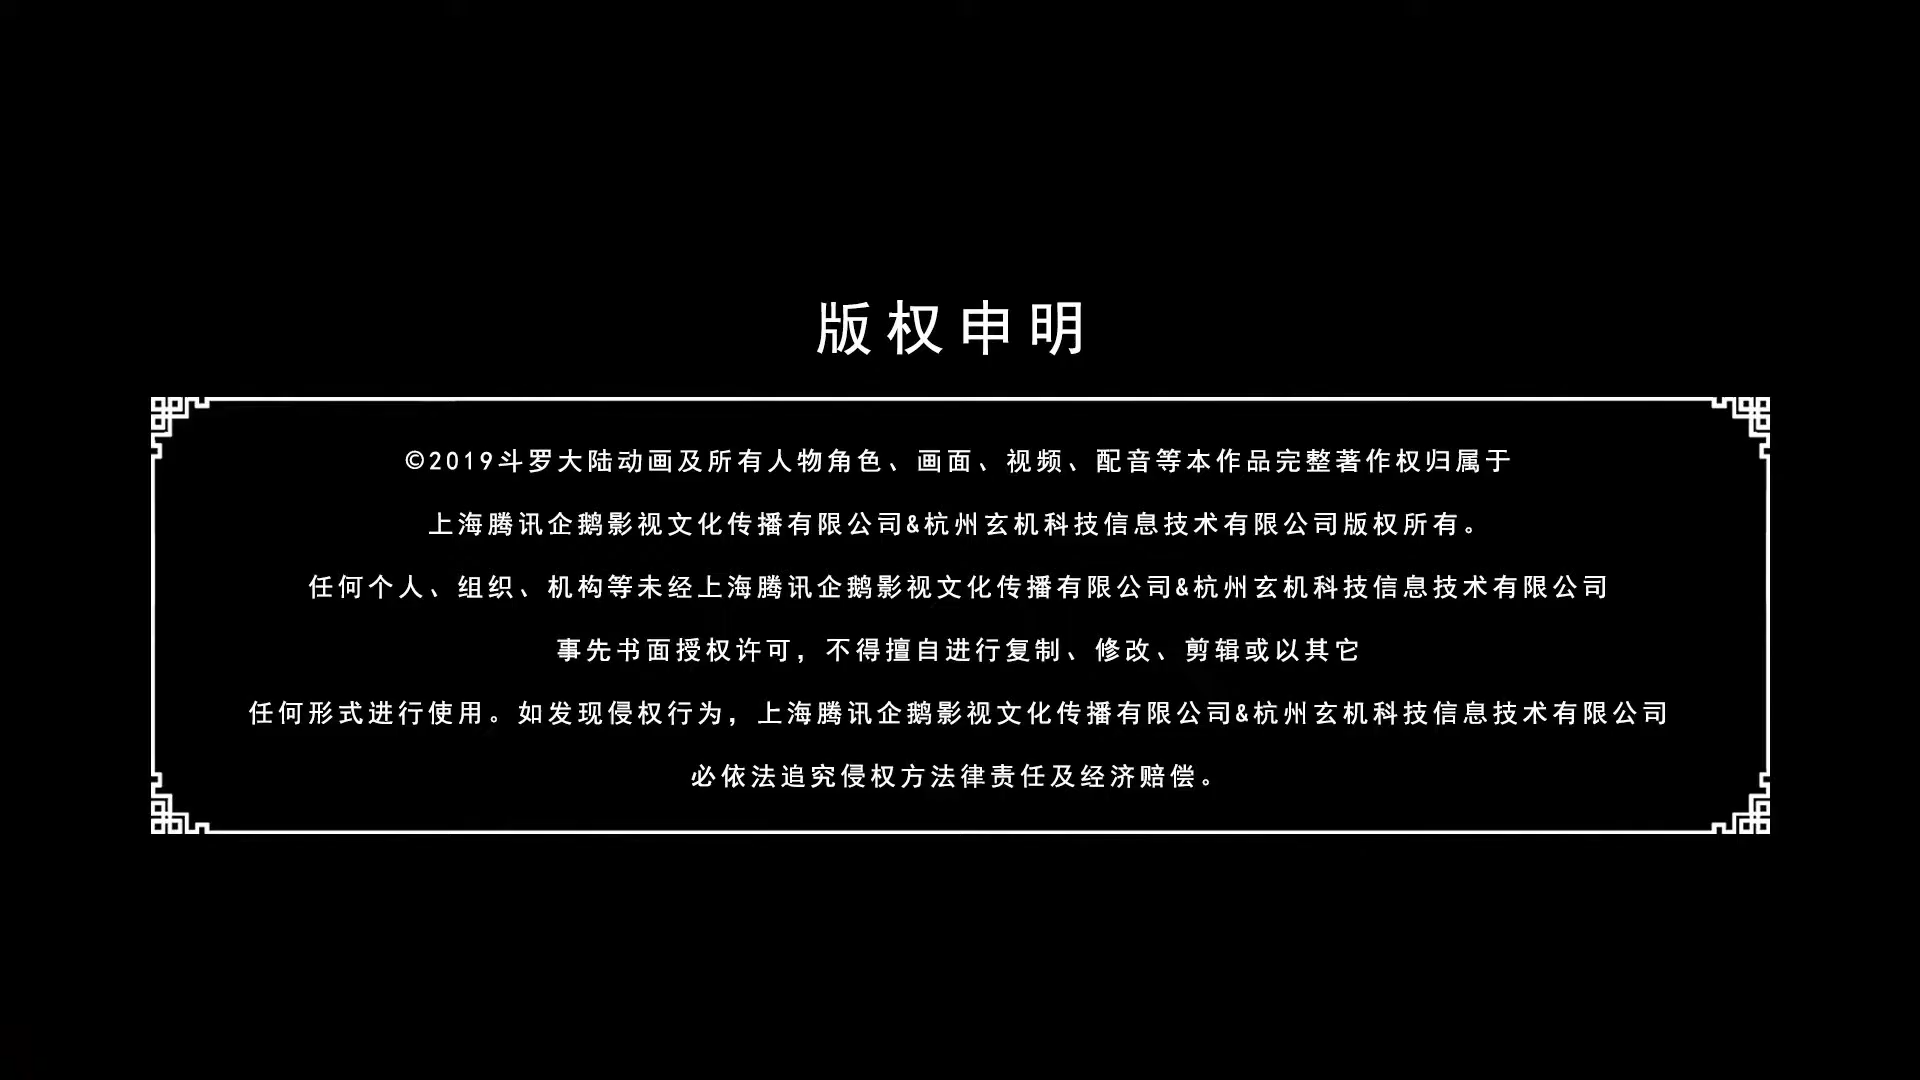 版权申明
©2019斗罗大陆动画及所有人物角色、画面、视频、配音等本作品完整著作权归属于
上海腾讯企鹅影视文化传播有限公司&杭州玄机科技信息技术有限公司版权所有。
任何个人、组织、机构等未经上海腾讯企鹅影视文化传播有限公司&杭州玄机科技信息技术有限公司
事先书面授权许可，不得擅自进行复制、修改、剪辑或以其它
任何形式进行使用。如发现侵权行为，上海腾讯企鹅影视文化传播有限公司&杭州玄机科技信息技术有限公司
必依法追究侵权方法律责任及经济赔偿。